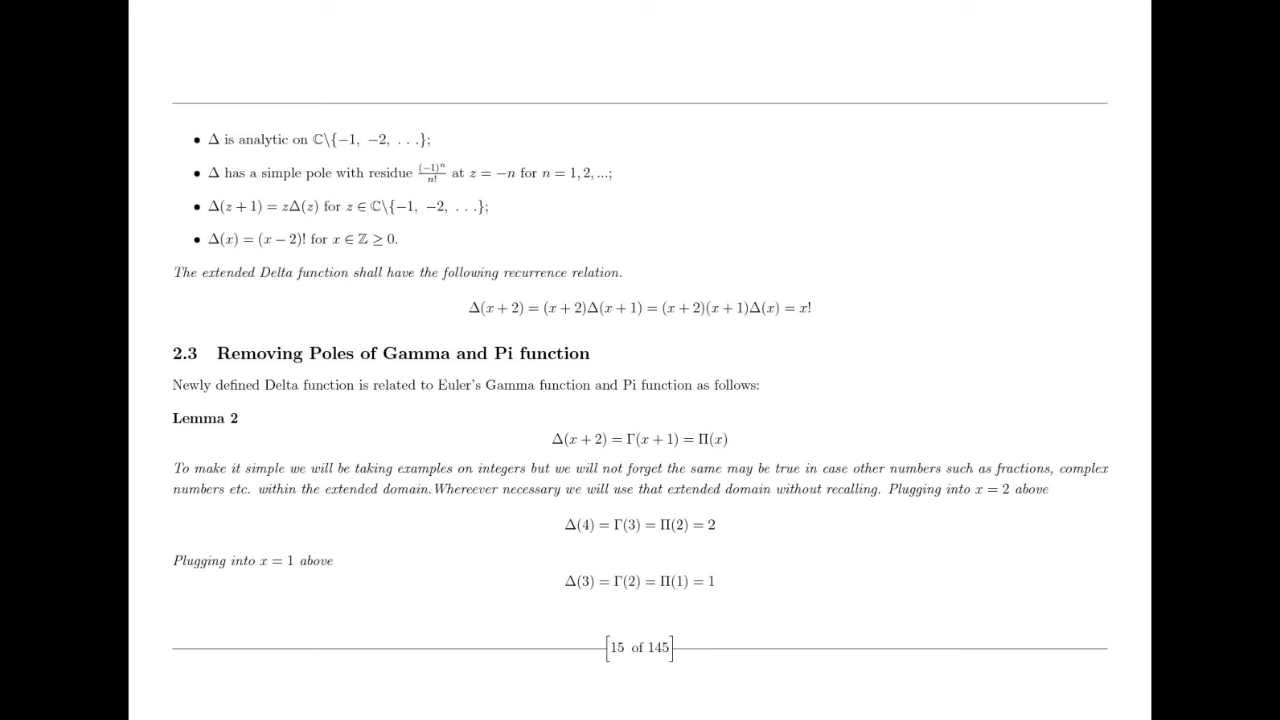 • Δ is analytic on ℂ\{−1, −2, . . .};
• Δ has a simple pole with residue (−1)ⁿ/n! at z = −n for n = 1, 2, ...;
• Δ(z + 1) = zΔ(z) for z ∈ ℂ\{−1, −2, . . .};
• Δ(x) = (x − 2)! for x ∈ ℤ ≥ 0.
The extended Delta function shall have the following recurrence relation.
Δ(x + 2) = (x + 2)Δ(x + 1) = (x + 2)(x + 1)Δ(x) = x!
2.3 Removing Poles of Gamma and Pi function
Newly defined Delta function is related to Euler's Gamma function and Pi function as follows:
Lemma 2
Δ(x + 2) = Γ(x + 1) = Π(x)
To make it simple we will be taking examples on integers but we will not forget the same may be true in case other numbers such as fractions, complex
numbers etc. within the extended domain.Whereever necessary we will use that extended domain without recalling. Plugging into x = 2 above
Δ(4) = Γ(3) = Π(2) = 2
Plugging into x = 1 above
Δ(3) = Γ(2) = Π(1) = 1
[15 of 145]